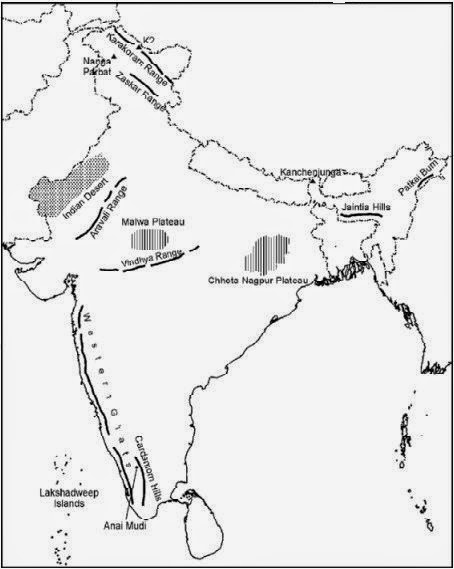 K2
Karakoram Range
Nanga
Parbat
Zaskar Range
Kanchenjunga
Patkai Bum
Jaintia Hills
Indian Desert
Aravali Range
Malwa Plateau
Vindhya Range
Chhota Nagpur Plateau
Western Ghats
Cardamom Hills
Lakshadweep
Islands
Anai Mudi